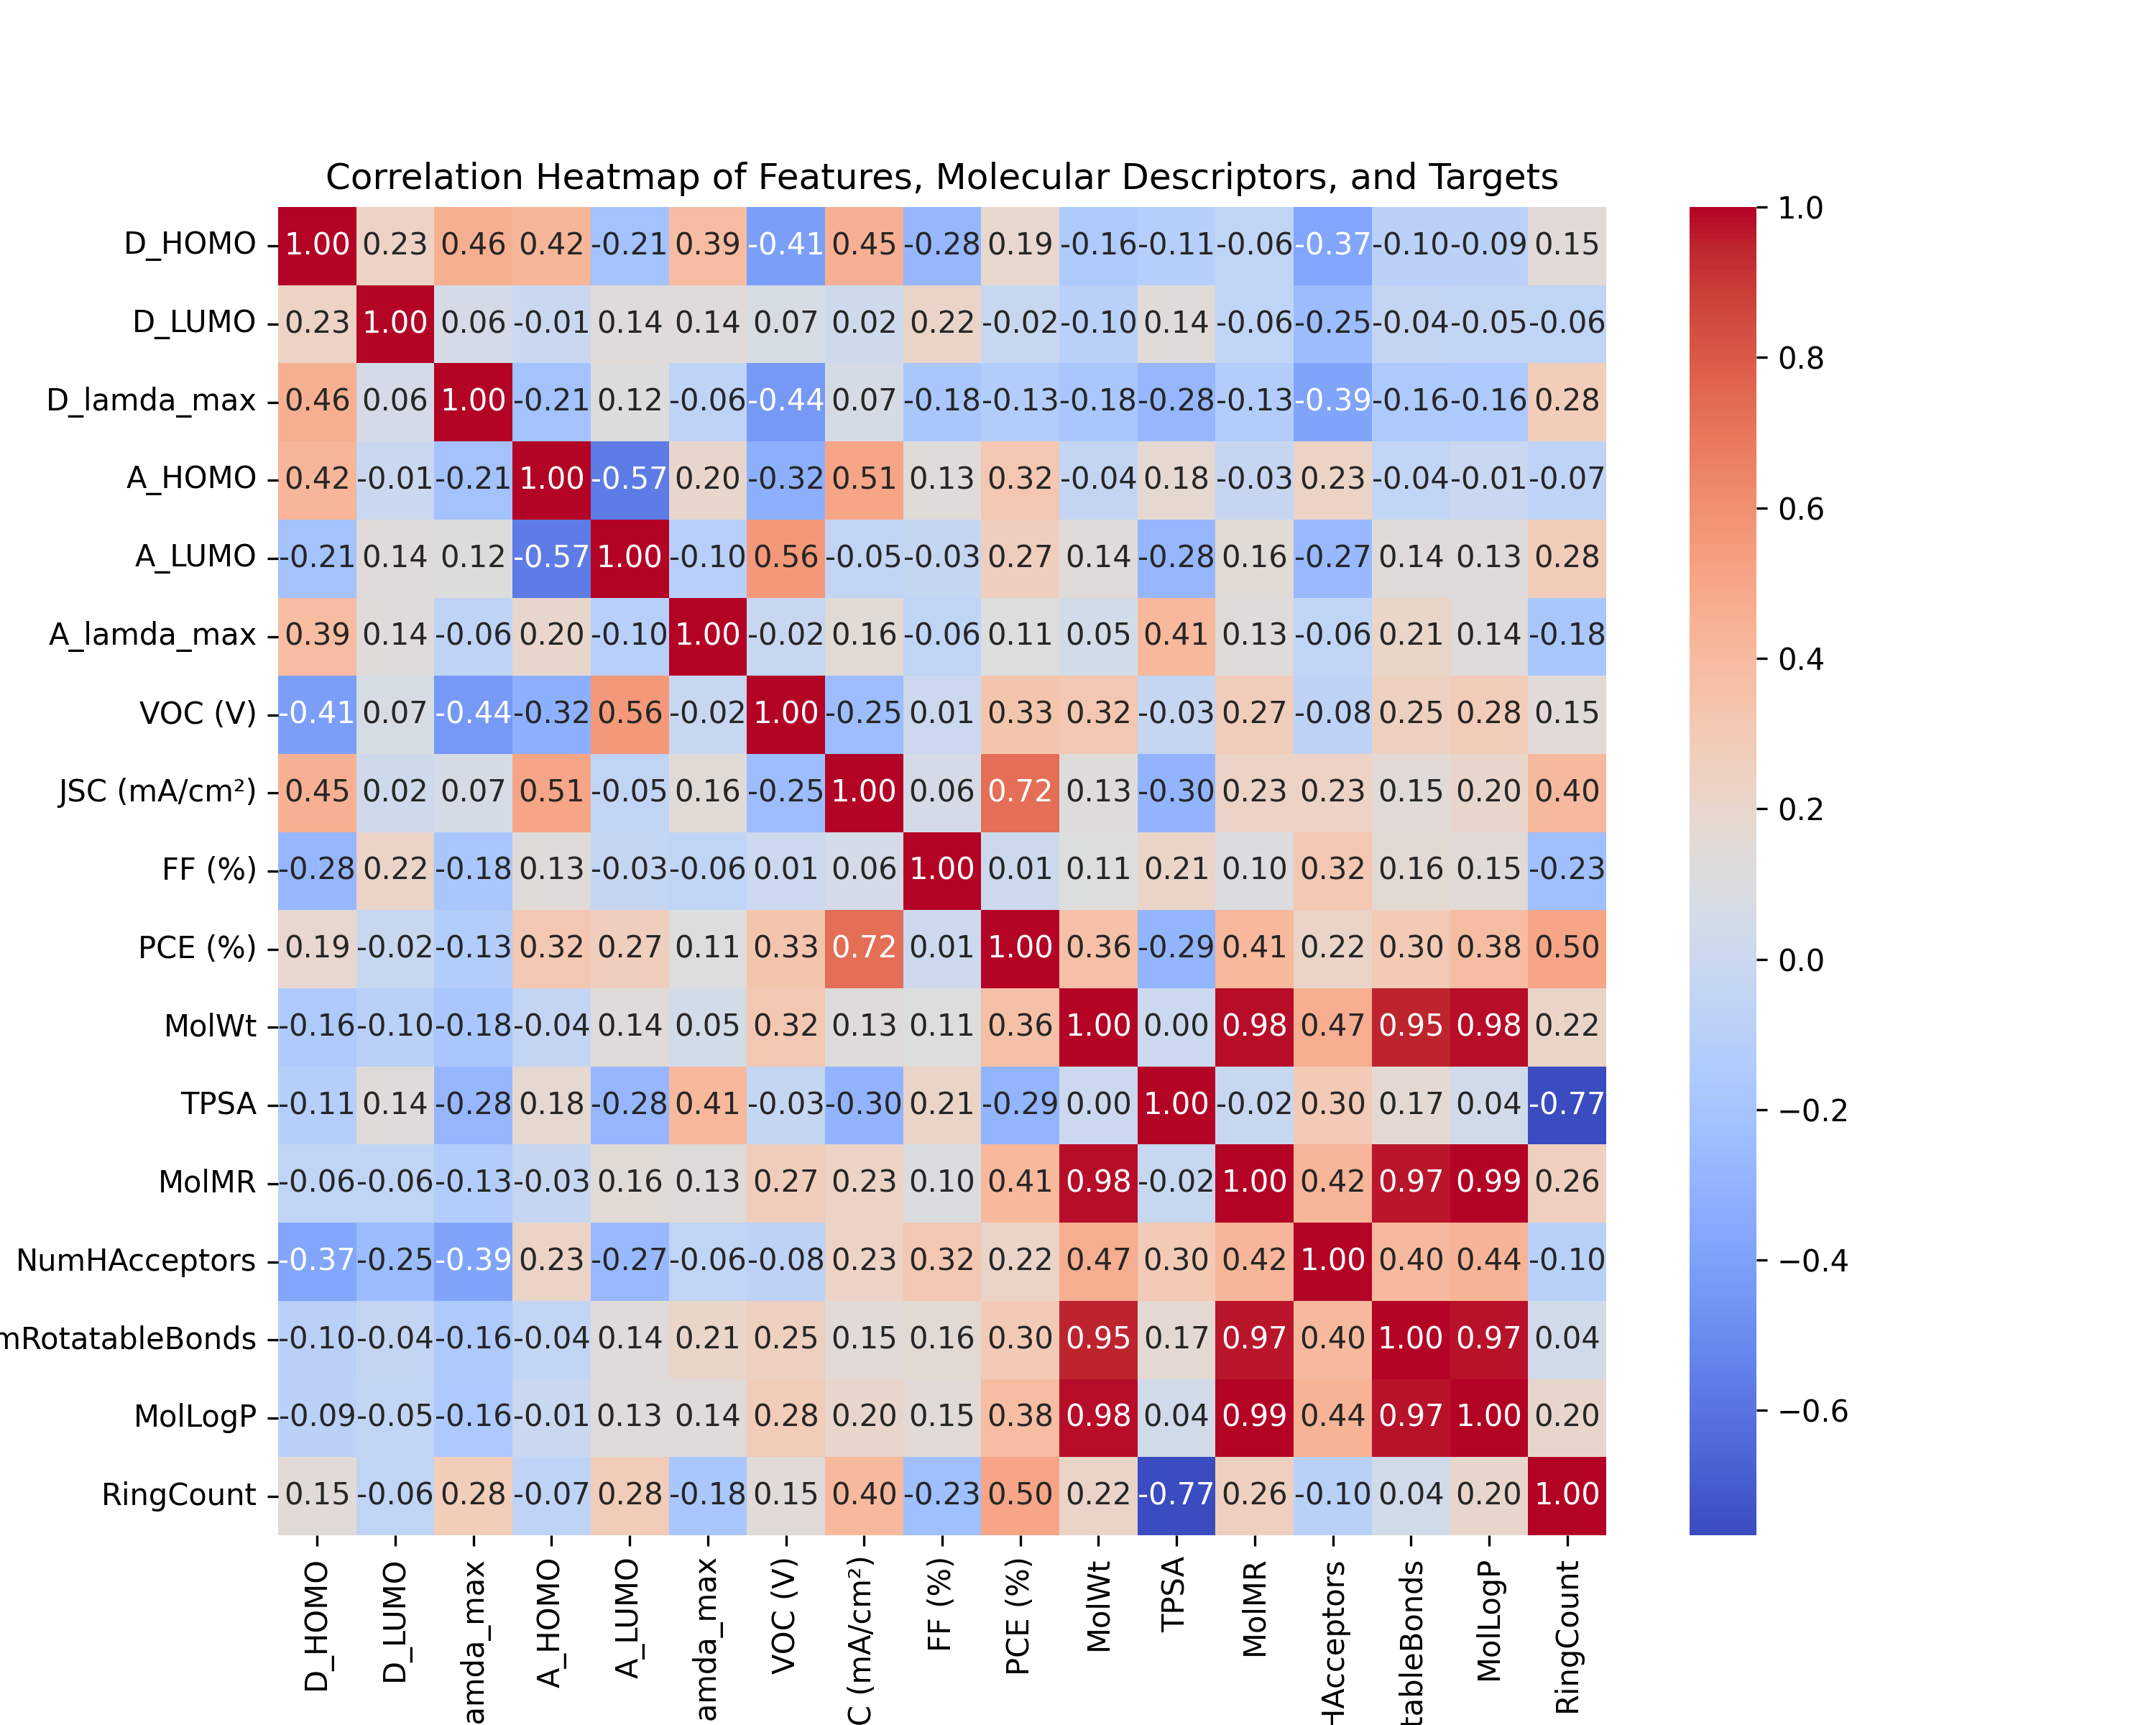 Correlation Heatmap of Features, Molecular Descriptors, and Targets
D_HOMO 1.00 0.23 0.46 0.42 -0.21 0.39 -0.41 0.45 -0.28 0.19 -0.16 -0.11 -0.06 -0.37 -0.10 -0.09 0.15
D_LUMO 0.23 1.00 0.06 -0.01 0.14 0.14 0.07 0.02 0.22 -0.02 -0.10 0.14 -0.06 -0.25 -0.04 -0.05 -0.06
D_lamda_max 0.46 0.06 1.00 -0.21 0.12 -0.06 -0.44 0.07 -0.18 -0.13 -0.18 -0.28 -0.13 -0.39 -0.16 -0.16 0.28
A_HOMO 0.42 -0.01 -0.21 1.00 -0.57 0.20 -0.32 0.51 0.13 0.32 -0.04 0.18 -0.03 0.23 -0.04 -0.01 -0.07
A_LUMO -0.21 0.14 0.12 -0.57 1.00 -0.10 0.56 -0.05 -0.03 0.27 0.14 -0.28 0.16 -0.27 0.14 0.13 0.28
A_lamda_max 0.39 0.14 -0.06 0.20 -0.10 1.00 -0.02 0.16 -0.06 0.11 0.05 0.41 0.13 -0.06 0.21 0.14 -0.18
VOC (V) -0.41 0.07 -0.44 -0.32 0.56 -0.02 1.00 -0.25 0.01 0.33 0.32 -0.03 0.27 -0.08 0.25 0.28 0.15
JSC (mA/cm²) 0.45 0.02 0.07 0.51 -0.05 0.16 -0.25 1.00 0.06 0.72 0.13 -0.30 0.23 0.23 0.15 0.20 0.40
FF (%) -0.28 0.22 -0.18 0.13 -0.03 -0.06 0.01 0.06 1.00 0.01 0.11 0.21 0.10 0.32 0.16 0.15 -0.23
PCE (%) 0.19 -0.02 -0.13 0.32 0.27 0.11 0.33 0.72 0.01 1.00 0.36 -0.29 0.41 0.22 0.30 0.38 0.50
MolWt -0.16 -0.10 -0.18 -0.04 0.14 0.05 0.32 0.13 0.11 0.36 1.00 0.00 0.98 0.47 0.95 0.98 0.22
TPSA -0.11 0.14 -0.28 0.18 -0.28 0.41 -0.03 -0.30 0.21 -0.29 0.00 1.00 -0.02 0.30 0.17 0.04 -0.77
MolMR -0.06 -0.06 -0.13 -0.03 0.16 0.13 0.27 0.23 0.10 0.41 0.98 -0.02 1.00 0.42 0.97 0.99 0.26
NumHAcceptors -0.37 -0.25 -0.39 0.23 -0.27 -0.06 -0.08 0.23 0.32 0.22 0.47 0.30 0.42 1.00 0.40 0.44 -0.10
mRotatableBonds -0.10 -0.04 -0.16 -0.04 0.14 0.21 0.25 0.15 0.16 0.30 0.95 0.17 0.97 0.40 1.00 0.97 0.04
MolLogP -0.09 -0.05 -0.16 -0.01 0.13 0.14 0.28 0.20 0.15 0.38 0.98 0.04 0.99 0.44 0.97 1.00 0.20
RingCount 0.15 -0.06 0.28 -0.07 0.28 -0.18 0.15 0.40 -0.23 0.50 0.22 -0.77 0.26 -0.10 0.04 0.20 1.00
D_HOMO
D_LUMO
amda_max
A_HOMO
A_LUMO
amda_max
VOC (V)
C (mA/cm²)
FF (%)
PCE (%)
MolWt
TPSA
MolMR
HAcceptors
tableBonds
MolLogP
RingCount
1.0
0.8
0.6
0.4
0.2
0.0
−0.2
−0.4
−0.6